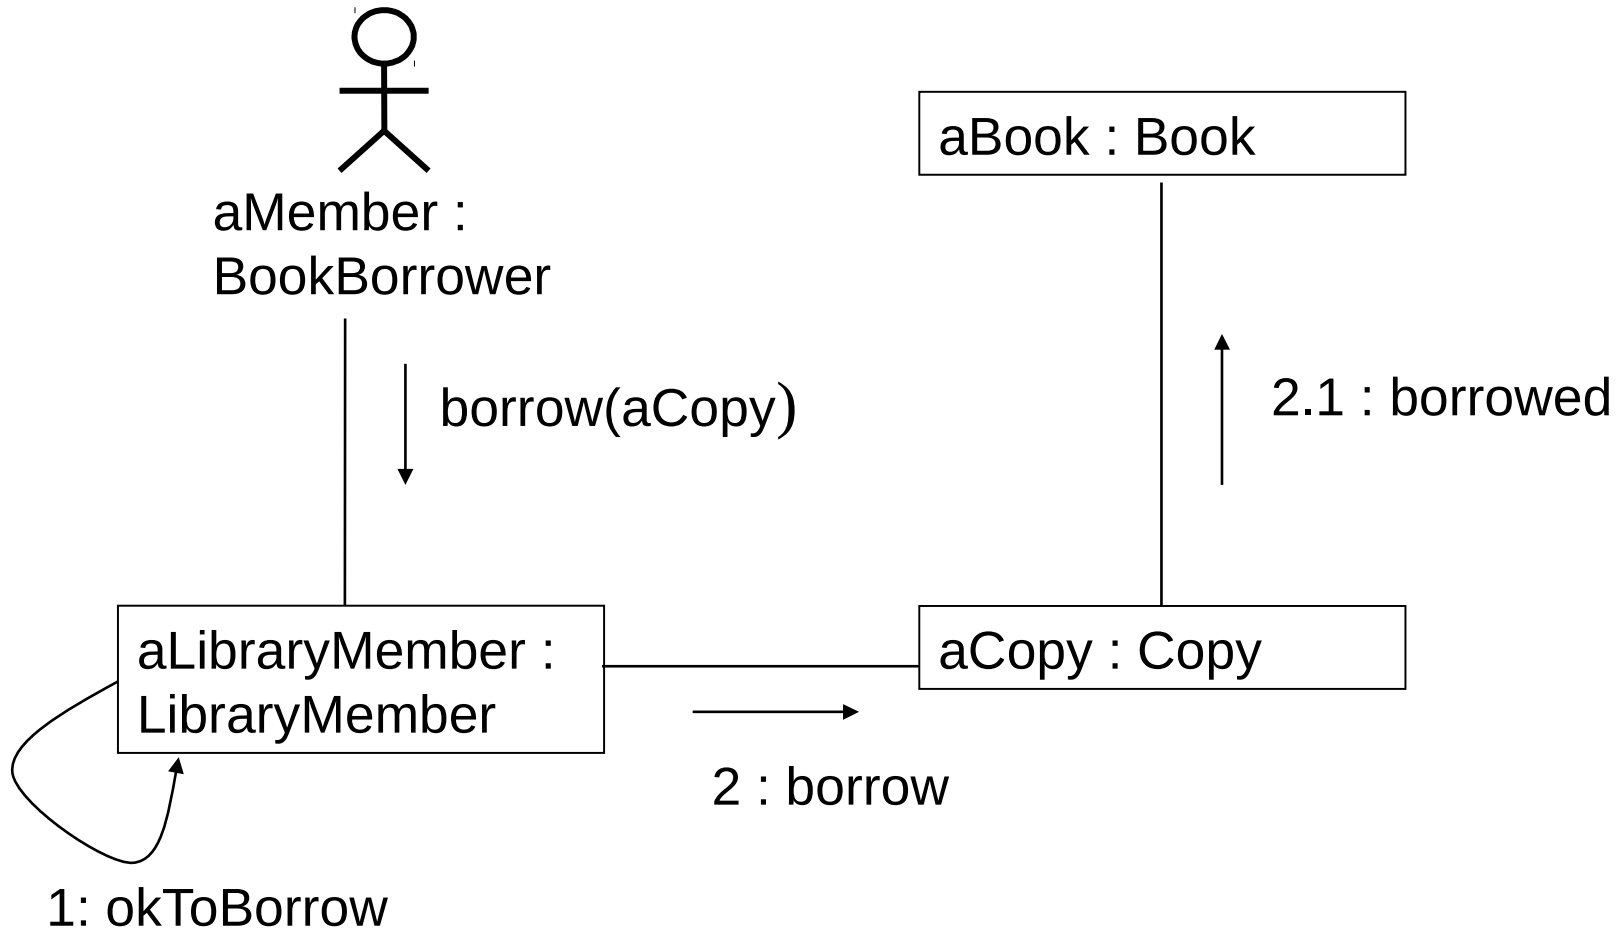 aMember :
BookBorrower
aBook : Book
borrow(aCopy)
2.1 : borrowed
aLibraryMember :
LibraryMember
aCopy : Copy
2 : borrow
1: okToBorrow